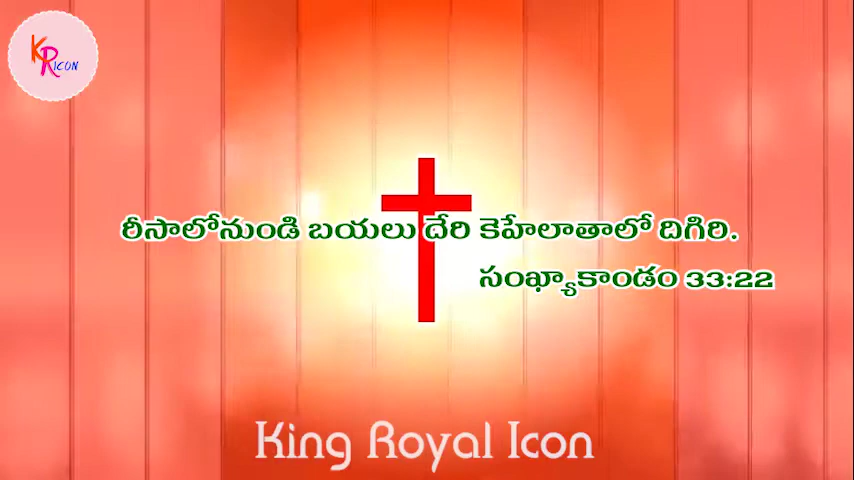 KRICON
రీసాలోనుండి బయలు దేరి కెహేలాతాలో దిగిరి.
సంఖ్యాకాండం 33:22
King Royal Icon